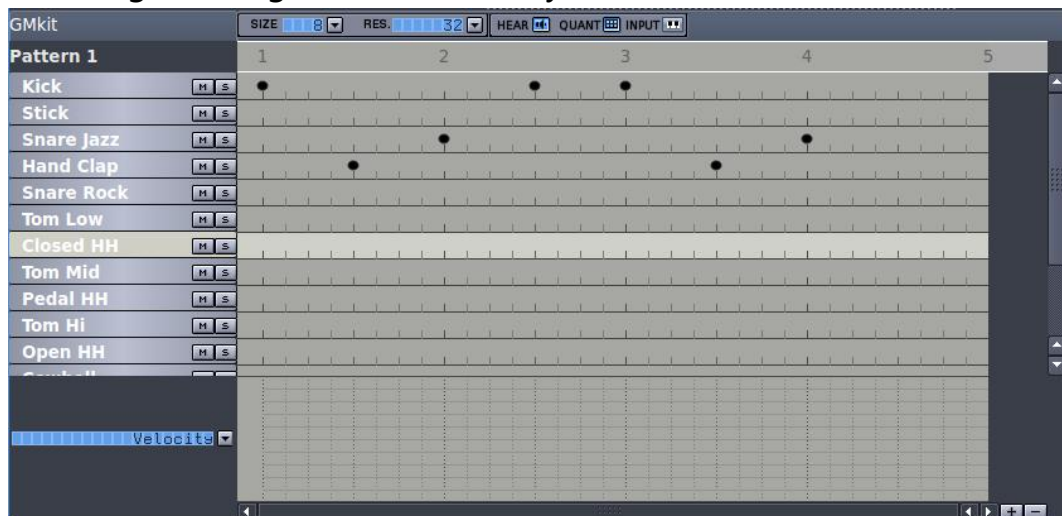 GMkit SIZE 8 RES. 32 HEAR QUANT INPUT
Pattern 1 1 2 3 4 5
Kick M S
Stick M S
Snare Jazz M S
Hand Clap M S
Snare Rock M S
Tom Low M S
Closed HH M S
Tom Mid M S
Pedal HH M S
Tom Hi M S
Open HH M S
Velocity
+ -